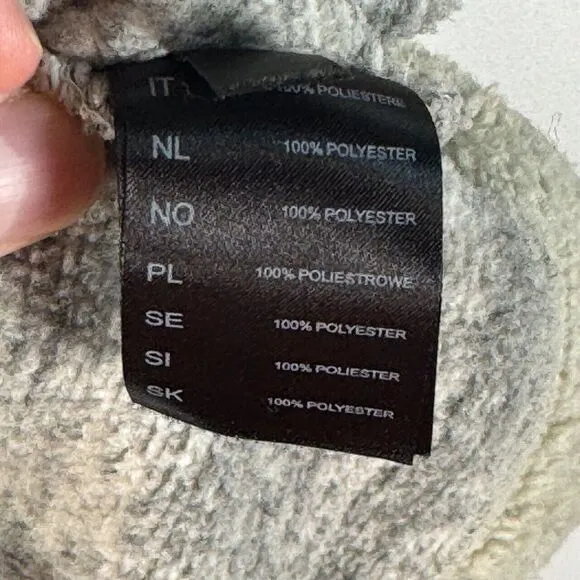 IT 100% POLIESTERE
NL 100% POLYESTER
NO 100% POLYESTER
PL 100% POLIESTROWE
SE 100% POLYESTER
SI 100% POLIESTER
SK 100% POLYESTER